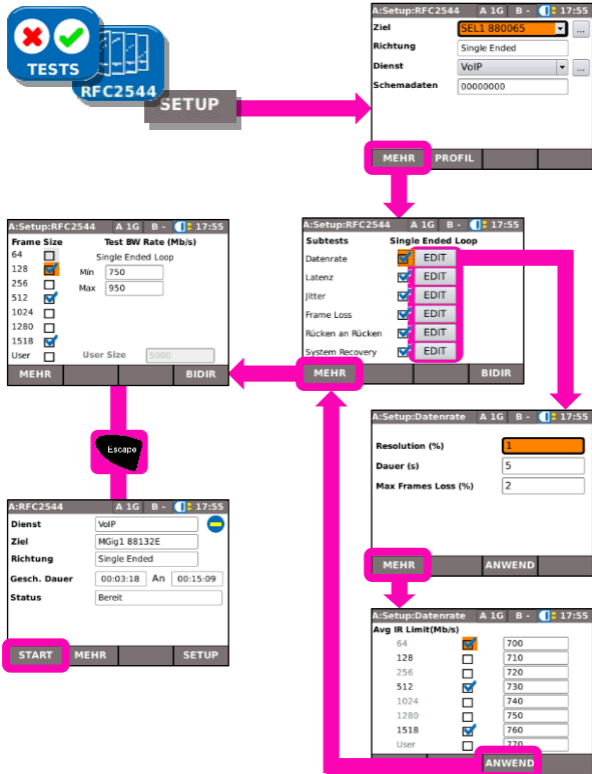 TESTS
RFC2544
SETUP
A:Setup:RFC2544 A 1G B - 17:55
Ziel SEL1 880065 ...
Richtung Single Ended
Dienst VoIP ...
Schemadaten 00000000
MEHR PROFIL
A:Setup:RFC2544 A 1G B - 17:55
Frame Size Test BW Rate (Mb/s)
64 Single Ended Loop
128 Min 750
256 Max 950
512
1024
1280
1518
User User Size 5000
MEHR BIDIR
A:Setup:RFC2544 A 1G B - 17:55
Subtests Single Ended Loop
Datenrate EDIT
Latenz EDIT
Jitter EDIT
Frame Loss EDIT
Rücken an Rücken EDIT
System Recovery EDIT
MEHR BIDIR
Escape
A:Setup:Datenrate A 1G B - 17:55
Resolution (%) 1
Dauer (s) 5
Max Frames Loss (%) 2
MEHR ANWEND
A:RFC2544 A 1G B - 17:55
Dienst VoIP
Ziel MGig1 88132E
Richtung Single Ended
Gesch. Dauer 00:03:18 An 00:15:09
Status Bereit
START MEHR SETUP
A:Setup:Datenrate A 1G B - 17:55
Avg IR Limit(Mb/s)
64 700
128 710
256 720
512 730
1024 740
1280 750
1518 760
User 770
ANWEND